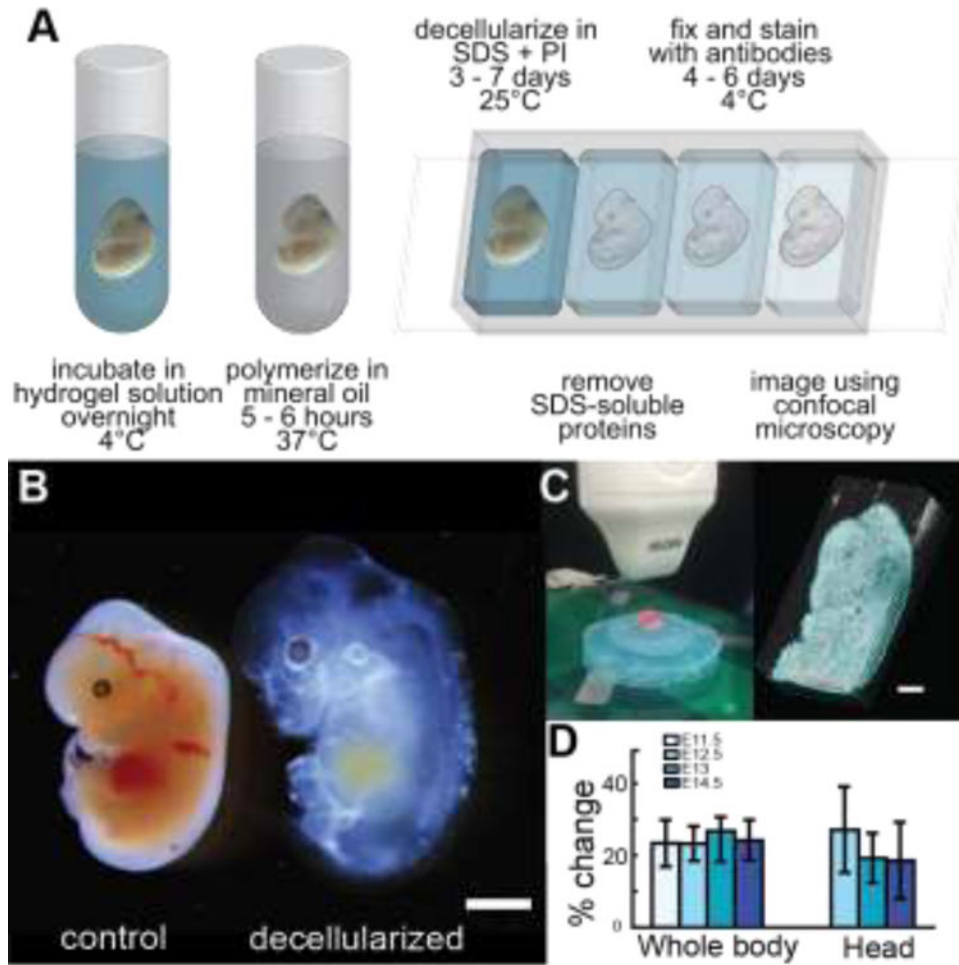 A
decellularize in
SDS + PI
3 - 7 days
25°C
fix and stain
with antibodies
4 - 6 days
4°C
incubate in
hydrogel solution
overnight
4°C
polymerize in
mineral oil
5 - 6 hours
37°C
remove
SDS-soluble
proteins
image using
confocal
microscopy
B
control
decellularized
C
D
E11.5
E12.5
E13
E14.5
% change
40
20
0
Whole body
Head